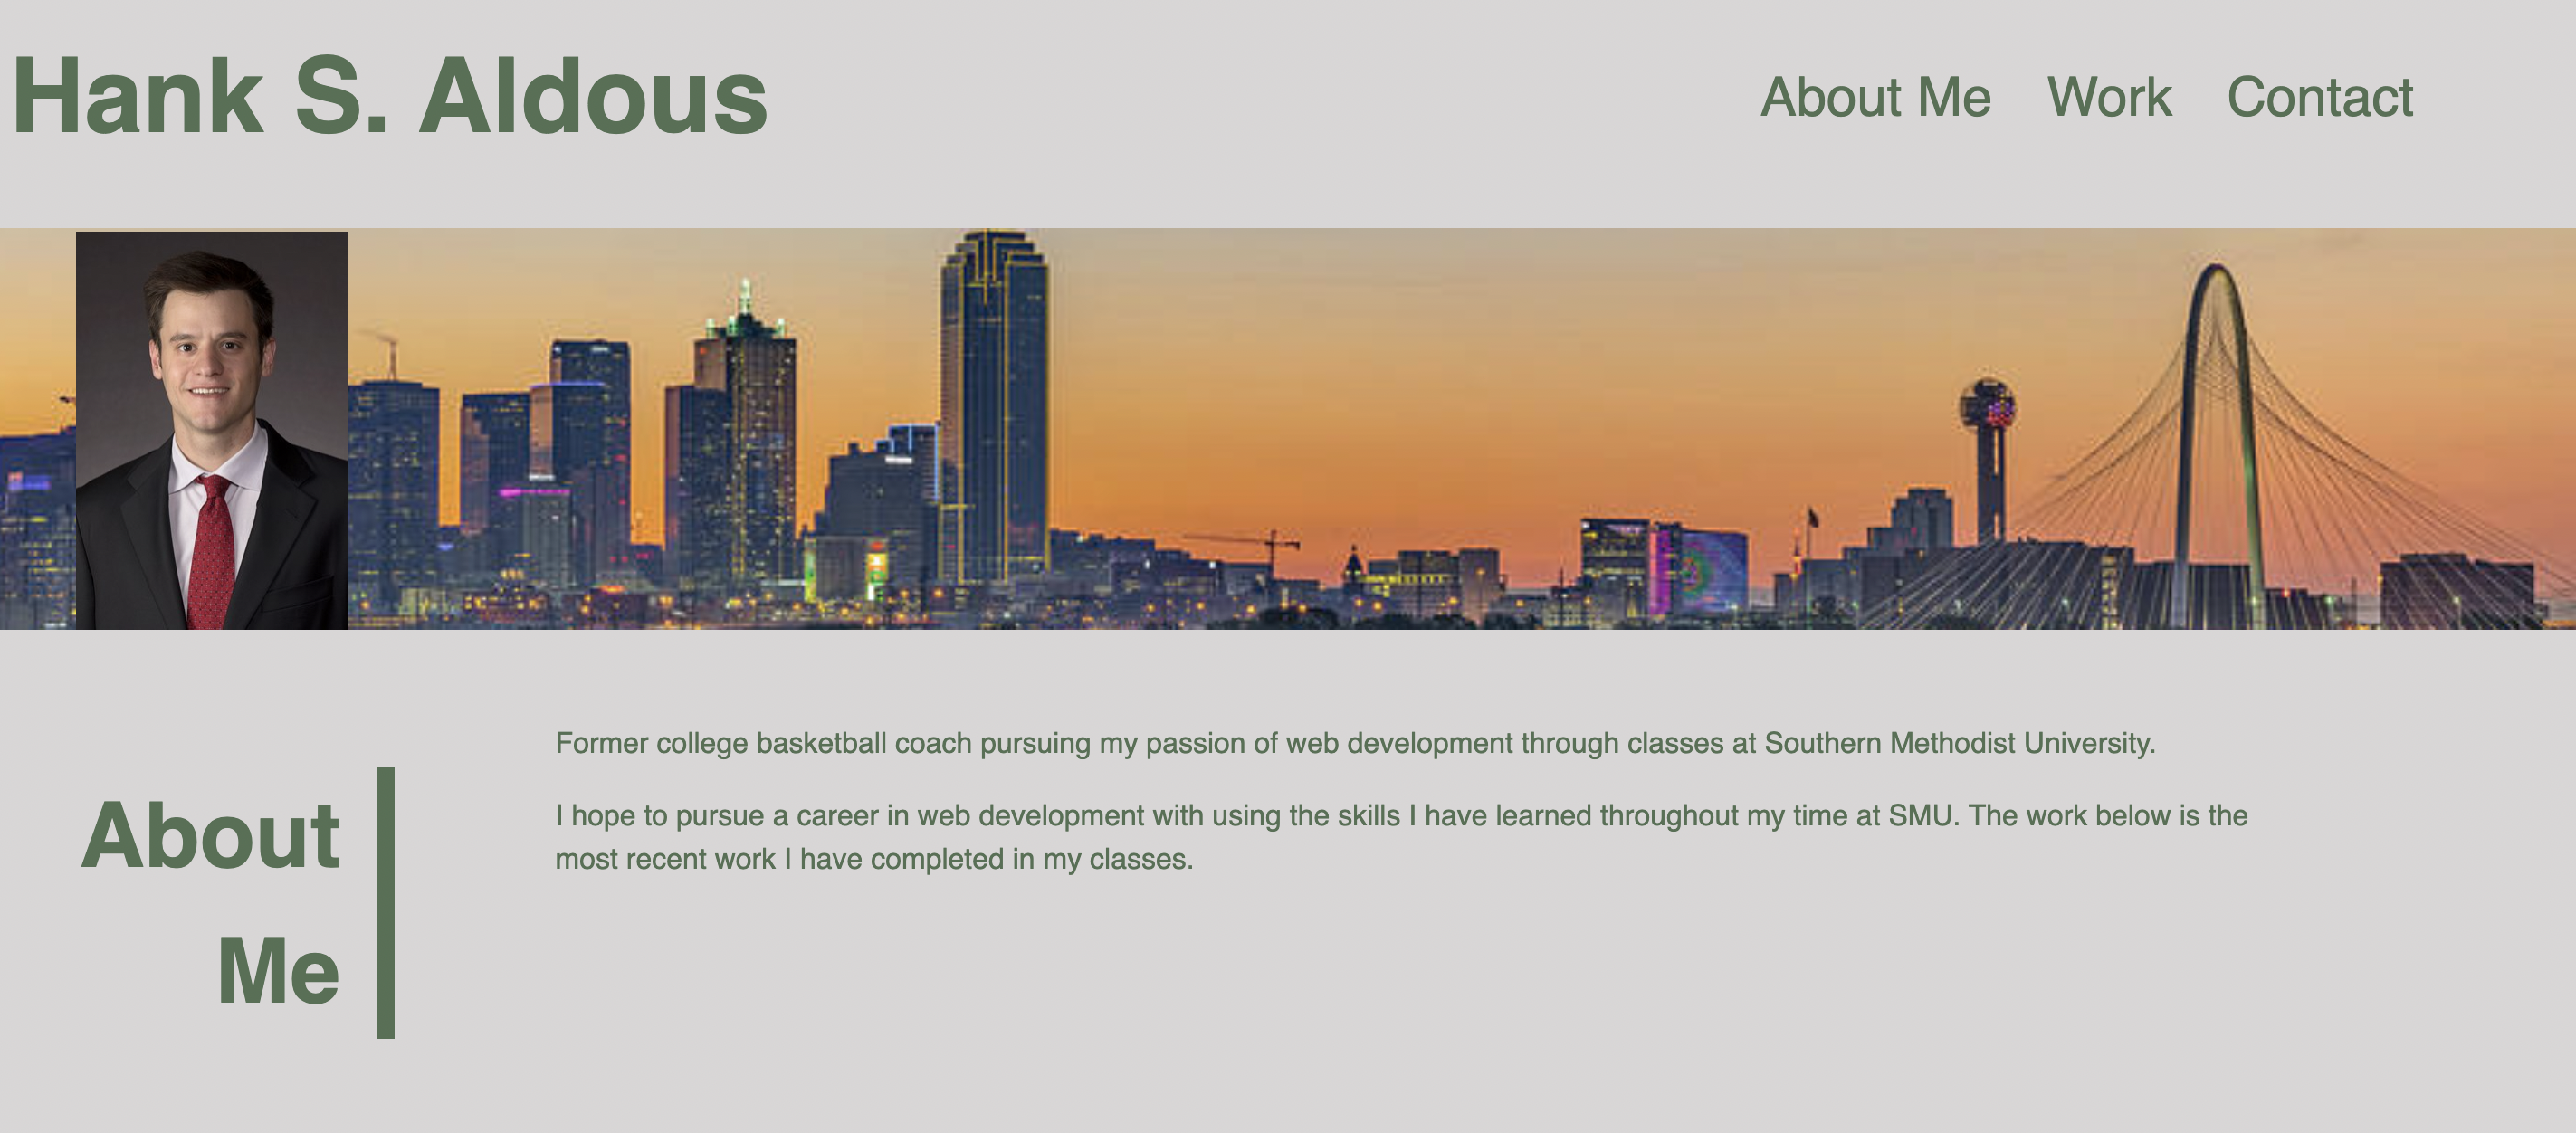 Hank S. Aldous
About Me Work Contact
About
Me
Former college basketball coach pursuing my passion of web development through classes at Southern Methodist University.
I hope to pursue a career in web development with using the skills I have learned throughout my time at SMU. The work below is the
most recent work I have completed in my classes.